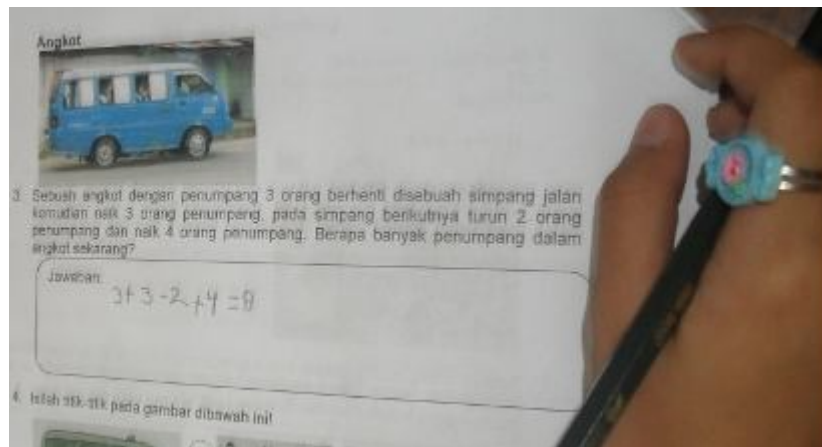 Angkot
3. Sebuah angkot dengan penumpang 3 orang berhenti disebuah simpang jalan
kemudian naik 3 orang penumpang, pada simpang berikutnya turun 2 orang
penumpang dan naik 4 orang penumpang. Berapa banyak penumpang dalam
angkot sekarang?
Jawaban:
3+3-2+4=8
4. Isilah titik-titik pada gambar dibawah ini!